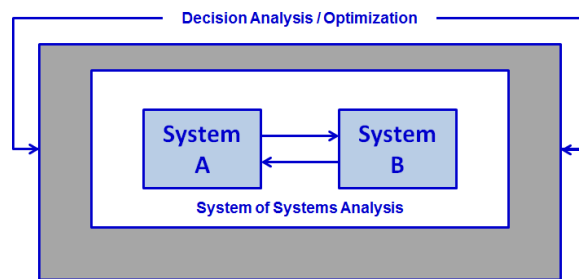 Decision Analysis / Optimization
System A
System B
System of Systems Analysis